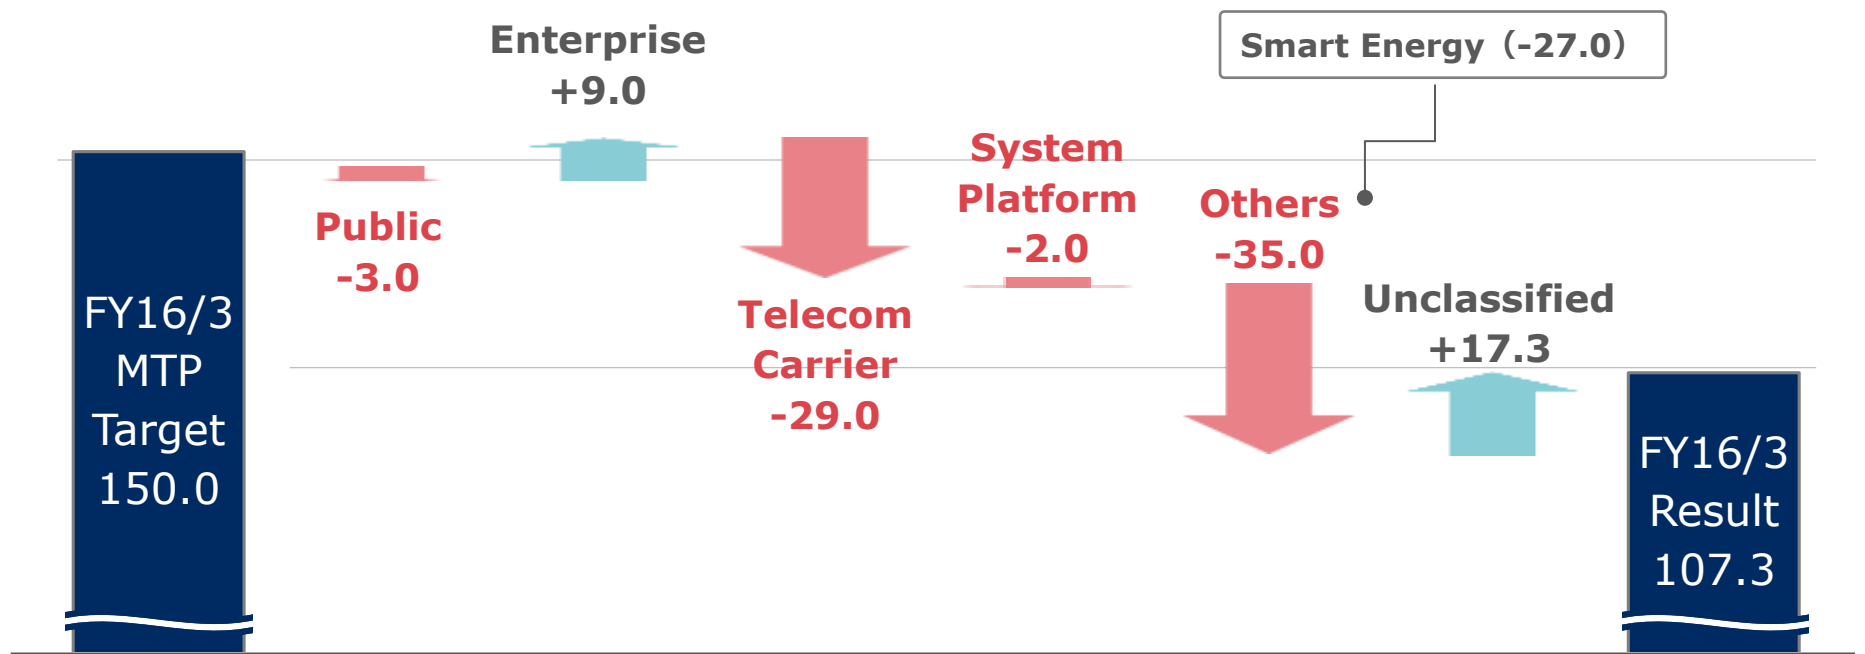 Enterprise
+9.0
Smart Energy（-27.0）
System
Platform
-2.0
Others
-35.0
Public
-3.0
Telecom
Carrier
-29.0
Unclassified
+17.3
FY16/3
MTP
Target
150.0
FY16/3
Result
107.3